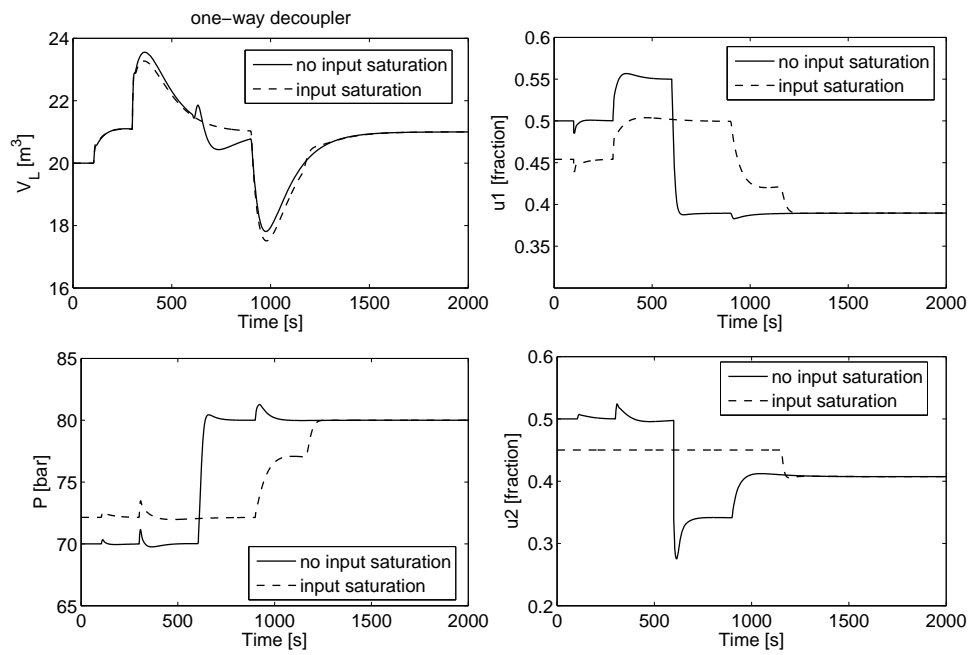 one−way decoupler
24
22
20
18
16
V_L [m^3]
no input saturation
input saturation
0
500
1000
1500
2000
Time [s]
0.6
0.55
0.5
0.45
0.4
0.35
u1 [fraction]
no input saturation
input saturation
0
500
1000
1500
2000
Time [s]
85
80
75
70
65
P [bar]
no input saturation
input saturation
0
500
1000
1500
2000
Time [s]
0.6
0.5
0.4
0.3
0.2
u2 [fraction]
no input saturation
input saturation
0
500
1000
1500
2000
Time [s]